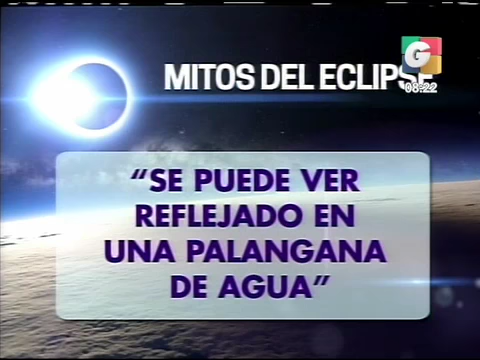 MITOS DEL ECLIPSE
G
08:22
“SE PUEDE VER
REFLEJADO EN
UNA PALANGANA
DE AGUA”